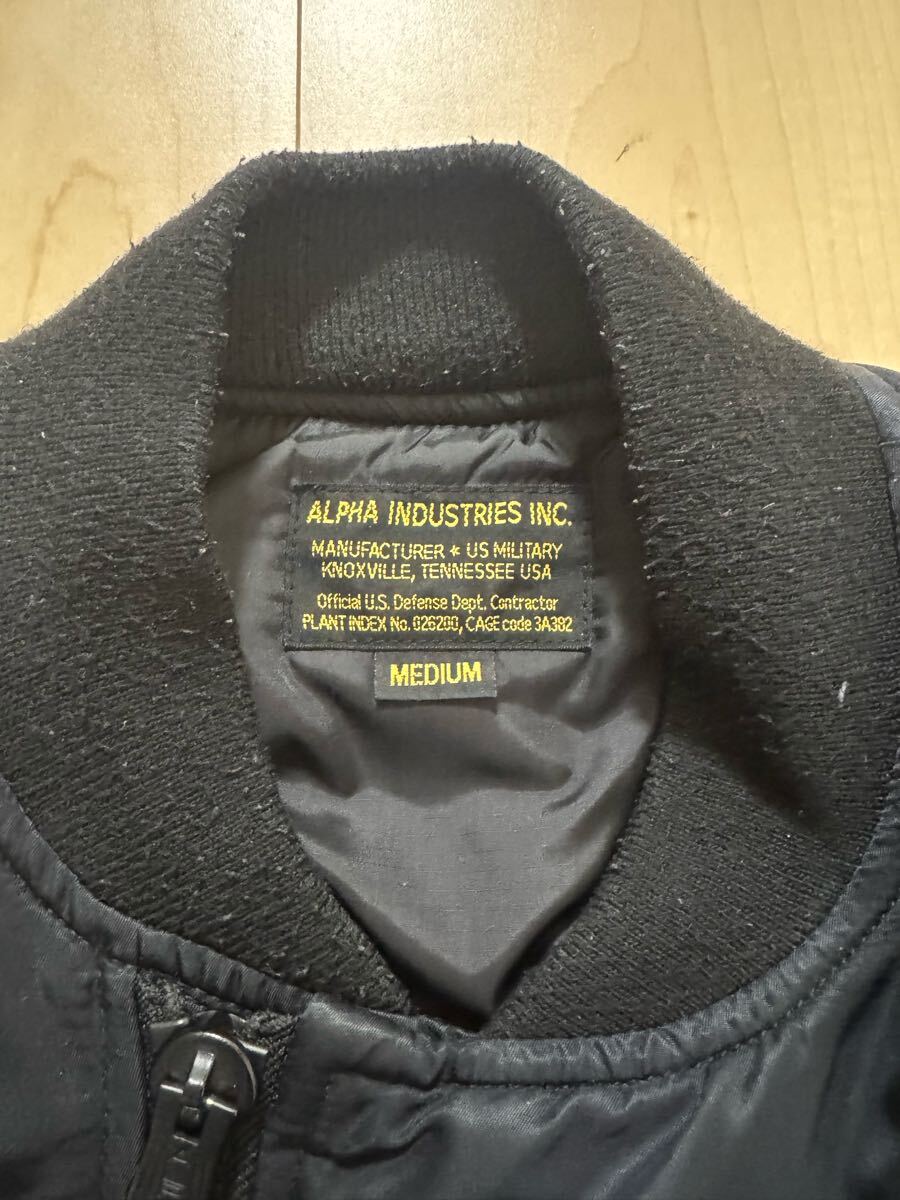 ALPHA INDUSTRIES INC.
MANUFACTURER * US MILITARY
KNOXVILLE, TENNESSEE USA
Official U.S. Defense Dept. Contractor
PLANT INDEX No. 026200, CAGE code 3A382
MEDIUM